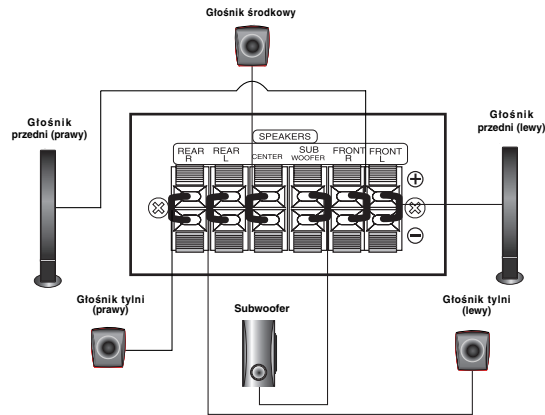 Głośnik środkowy
Głośnik
przedni (prawy)
Głośnik
przedni (lewy)
SPEAKERS
REAR
R
REAR
L
CENTER
SUB
WOOFER
FRONT
R
FRONT
L
+
−
Głośnik tylni
(prawy)
Subwoofer
Głośnik tylni
(lewy)